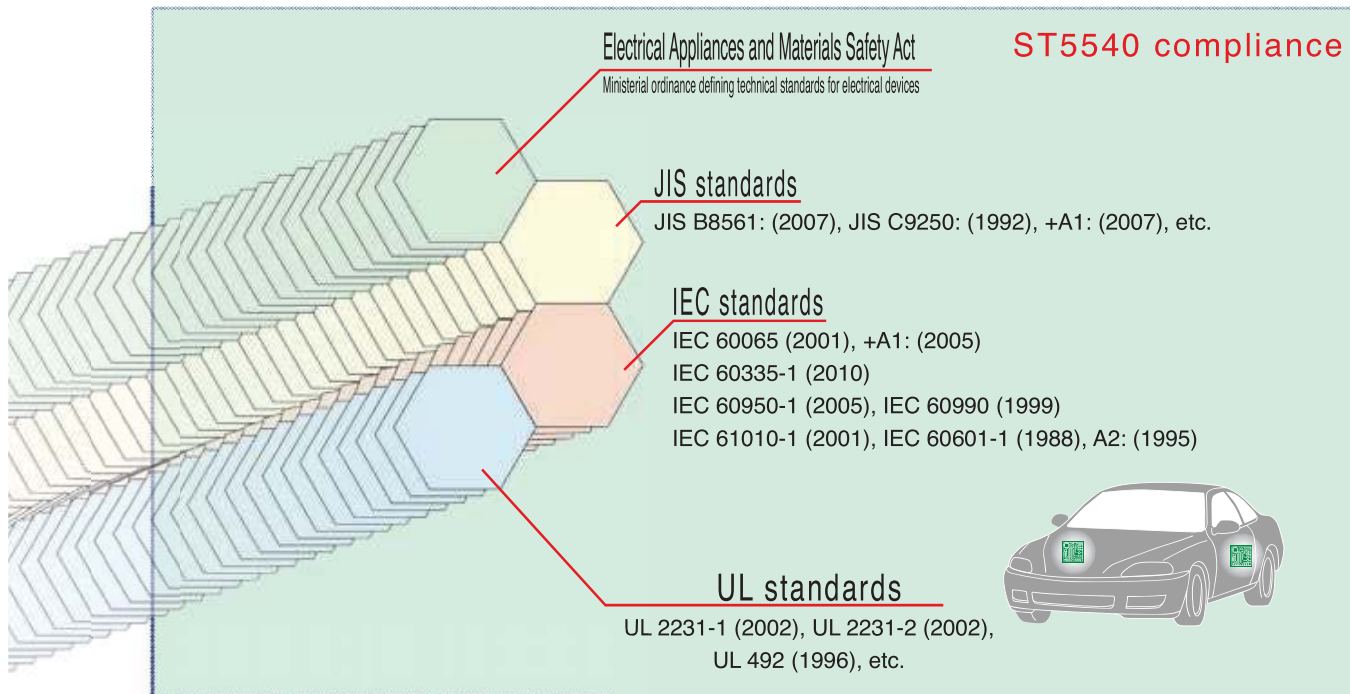 ST5540 compliance
Electrical Appliances and Materials Safety Act
Ministerial ordinance defining technical standards for electrical devices
JIS standards
JIS B8561: (2007), JIS C9250: (1992), +A1: (2007), etc.
IEC standards
IEC 60065 (2001), +A1: (2005)
IEC 60335-1 (2010)
IEC 60950-1 (2005), IEC 60990 (1999)
IEC 61010-1 (2001), IEC 60601-1 (1988), A2: (1995)
UL standards
UL 2231-1 (2002), UL 2231-2 (2002),
UL 492 (1996), etc.